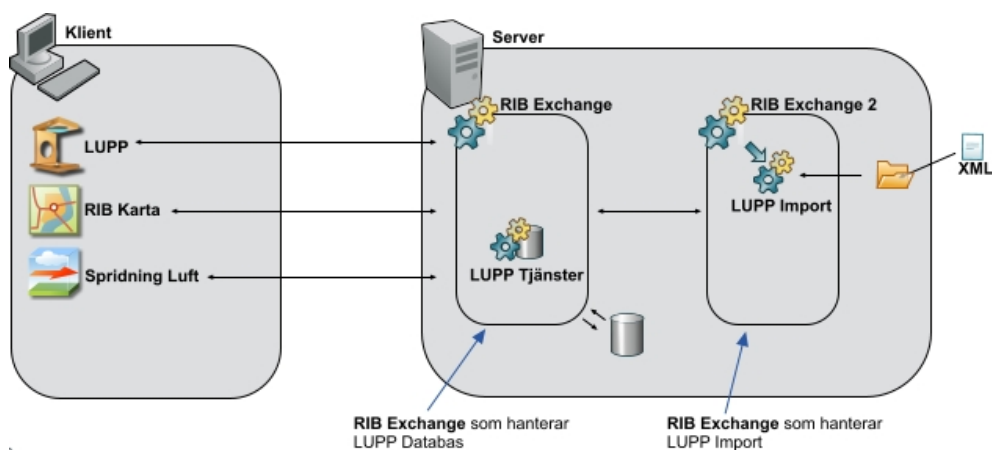 Klient
Server
RIB Exchange
RIB Exchange 2
LUPP
XML
RIB Karta
LUPP Import
Spridning Luft
LUPP Tjänster
RIB Exchange som hanterar
LUPP Databas
RIB Exchange som hanterar
LUPP Import